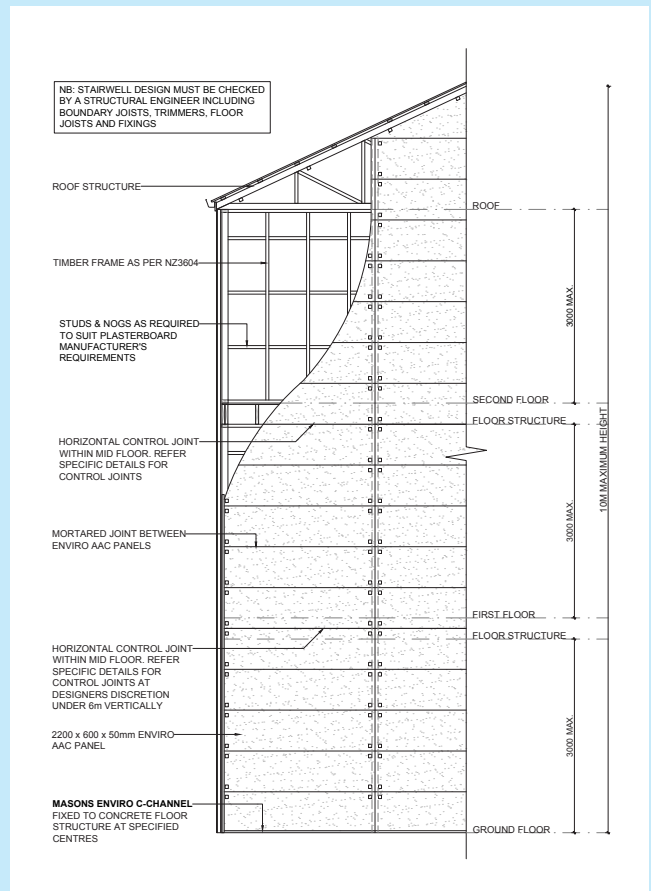 NB: STAIRWELL DESIGN MUST BE CHECKED
BY A STRUCTURAL ENGINEER INCLUDING
BOUNDARY JOISTS, TRIMMERS, FLOOR
JOISTS AND FIXINGS
ROOF STRUCTURE
ROOF
TIMBER FRAME AS PER NZ3604
STUDS & NOGS AS REQUIRED
TO SUIT PLASTERBOARD
MANUFACTURER'S
REQUIREMENTS
3000 MAX.
SECOND FLOOR
FLOOR STRUCTURE
HORIZONTAL CONTROL JOINT
WITHIN MID FLOOR. REFER
SPECIFIC DETAILS FOR
CONTROL JOINTS
10M MAXIMUM HEIGHT
MORTARED JOINT BETWEEN
ENVIRO AAC PANELS
3000 MAX.
FIRST FLOOR
FLOOR STRUCTURE
HORIZONTAL CONTROL JOINT
WITHIN MID FLOOR. REFER
SPECIFIC DETAILS FOR
CONTROL JOINTS AT
DESIGNERS DISCRETION
UNDER 6m VERTICALLY
2200 x 600 x 50mm ENVIRO
AAC PANEL
3000 MAX.
MASONS ENVIRO C-CHANNEL
FIXED TO CONCRETE FLOOR
STRUCTURE AT SPECIFIED
CENTRES
GROUND FLOOR